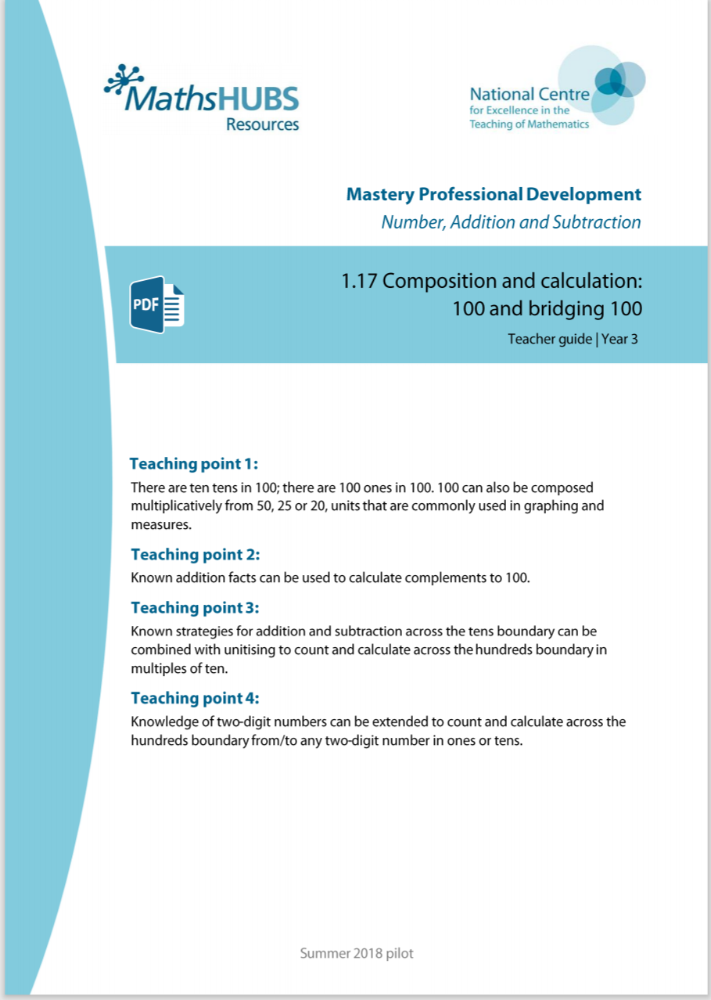 MathsHUBS
Resources
National Centre
for Excellence in the
Teaching of Mathematics
Mastery Professional Development
Number, Addition and Subtraction
1.17 Composition and calculation:
100 and bridging 100
Teacher guide | Year 3
PDF
Teaching point 1:
There are ten tens in 100; there are 100 ones in 100. 100 can also be composed
multiplicatively from 50, 25 or 20, units that are commonly used in graphing and
measures.
Teaching point 2:
Known addition facts can be used to calculate complements to 100.
Teaching point 3:
Known strategies for addition and subtraction across the tens boundary can be
combined with unitising to count and calculate across the hundreds boundary in
multiples of ten.
Teaching point 4:
Knowledge of two-digit numbers can be extended to count and calculate across the
hundreds boundary from/to any two-digit number in ones or tens.
Summer 2018 pilot